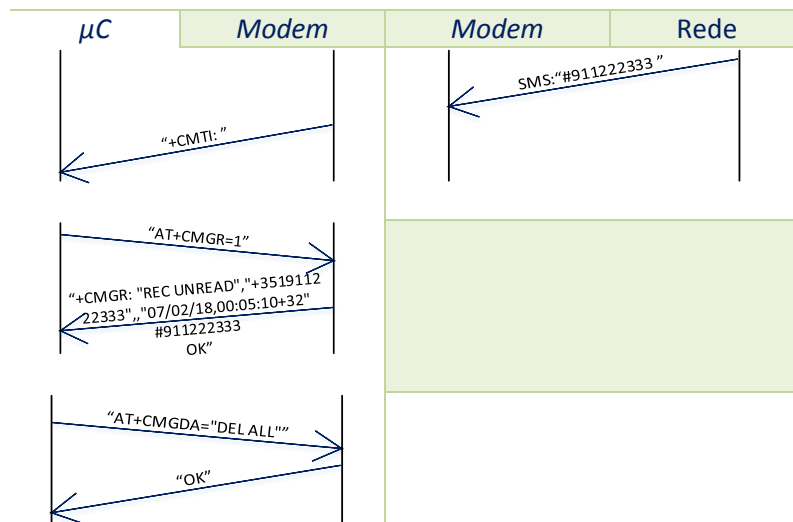 μC
Modem
Modem
Rede
SMS:“#911222333 ”
“+CMTI: ”
“AT+CMGR=1”
“+CMGR: "REC UNREAD","+3519112
22333",,"07/02/18,00:05:10+32"
#911222333
OK”
“AT+CMGDA="DEL ALL"”
“OK”